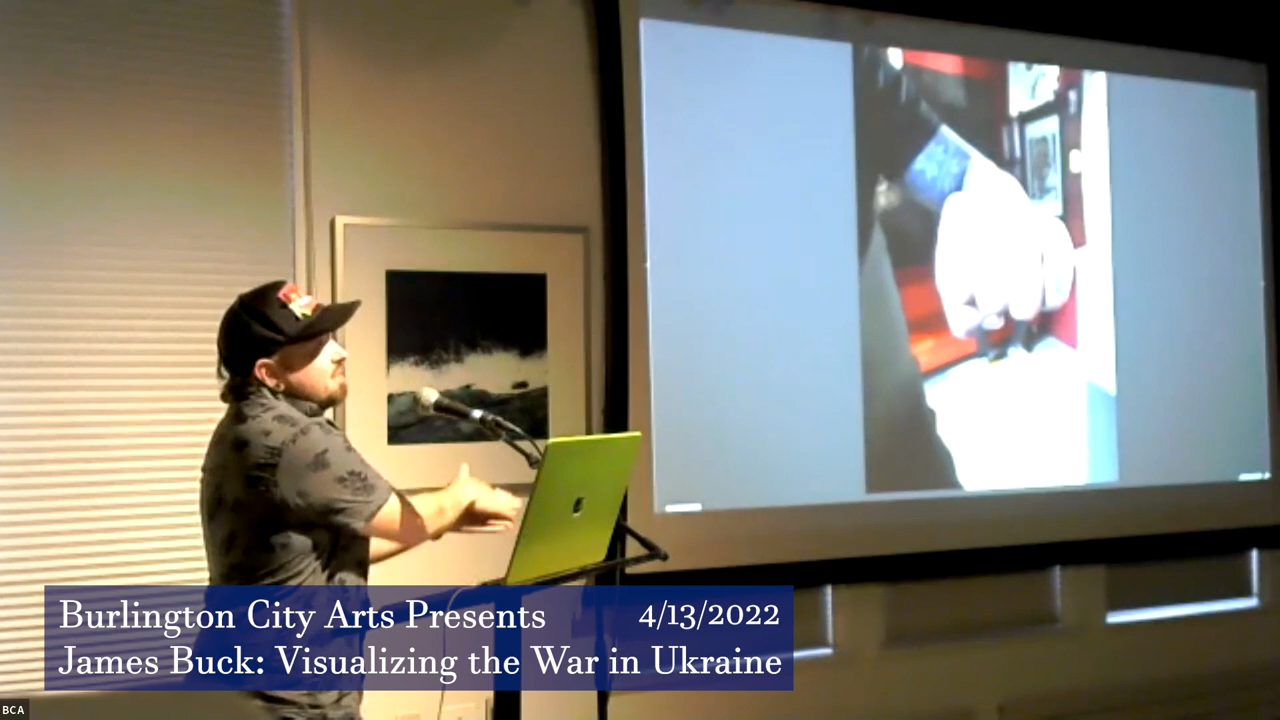 Burlington City Arts Presents 4/13/2022
James Buck: Visualizing the War in Ukraine
BCA